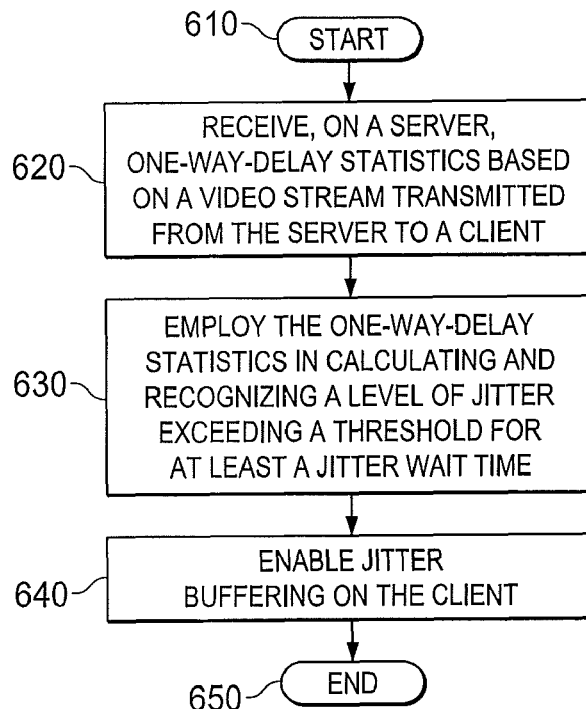 610
START
620
RECEIVE, ON A SERVER,
ONE-WAY-DELAY STATISTICS BASED
ON A VIDEO STREAM TRANSMITTED
FROM THE SERVER TO A CLIENT
630
EMPLOY THE ONE-WAY-DELAY
STATISTICS IN CALCULATING AND
RECOGNIZING A LEVEL OF JITTER
EXCEEDING A THRESHOLD FOR
AT LEAST A JITTER WAIT TIME
640
ENABLE JITTER
BUFFERING ON THE CLIENT
650
END